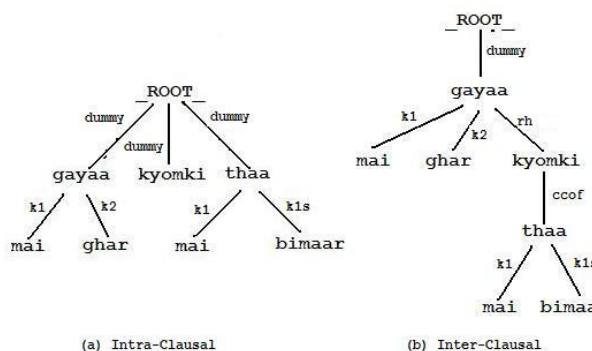 _ROOT_
dummy
dummy
dummy
gayaa
kyomki
thaa
k1
k2
k1
k1s
mai
ghar
mai
bimaar
(a) Intra-Clausal
_ROOT_
dummy
gayaa
k1
k2
rh
mai
ghar
kyomki
ccof
thaa
k1
k1s
mai
bimaa
(b) Inter-Clausal